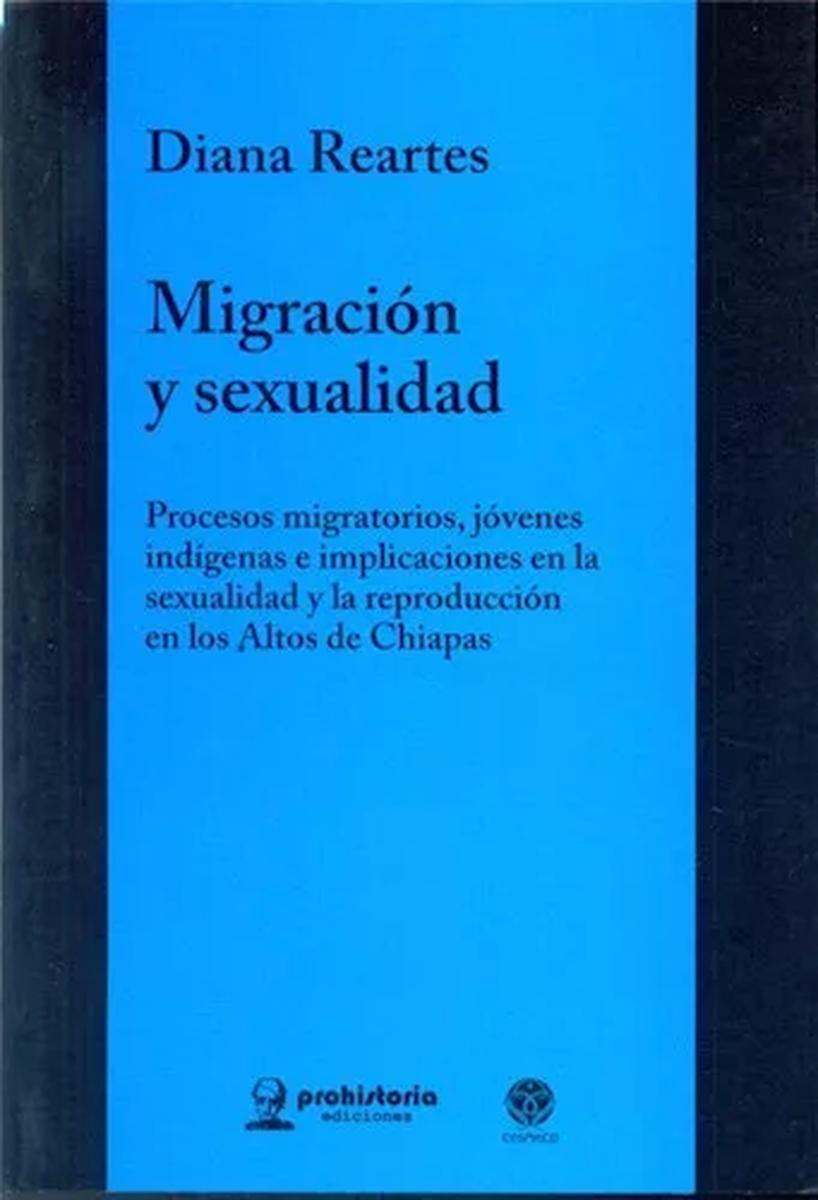 Diana Reartes
Migración
y sexualidad
Procesos migratorios, jóvenes
indígenas e implicaciones en la
sexualidad y la reproducción
en los Altos de Chiapas
prohistoria
ediciones